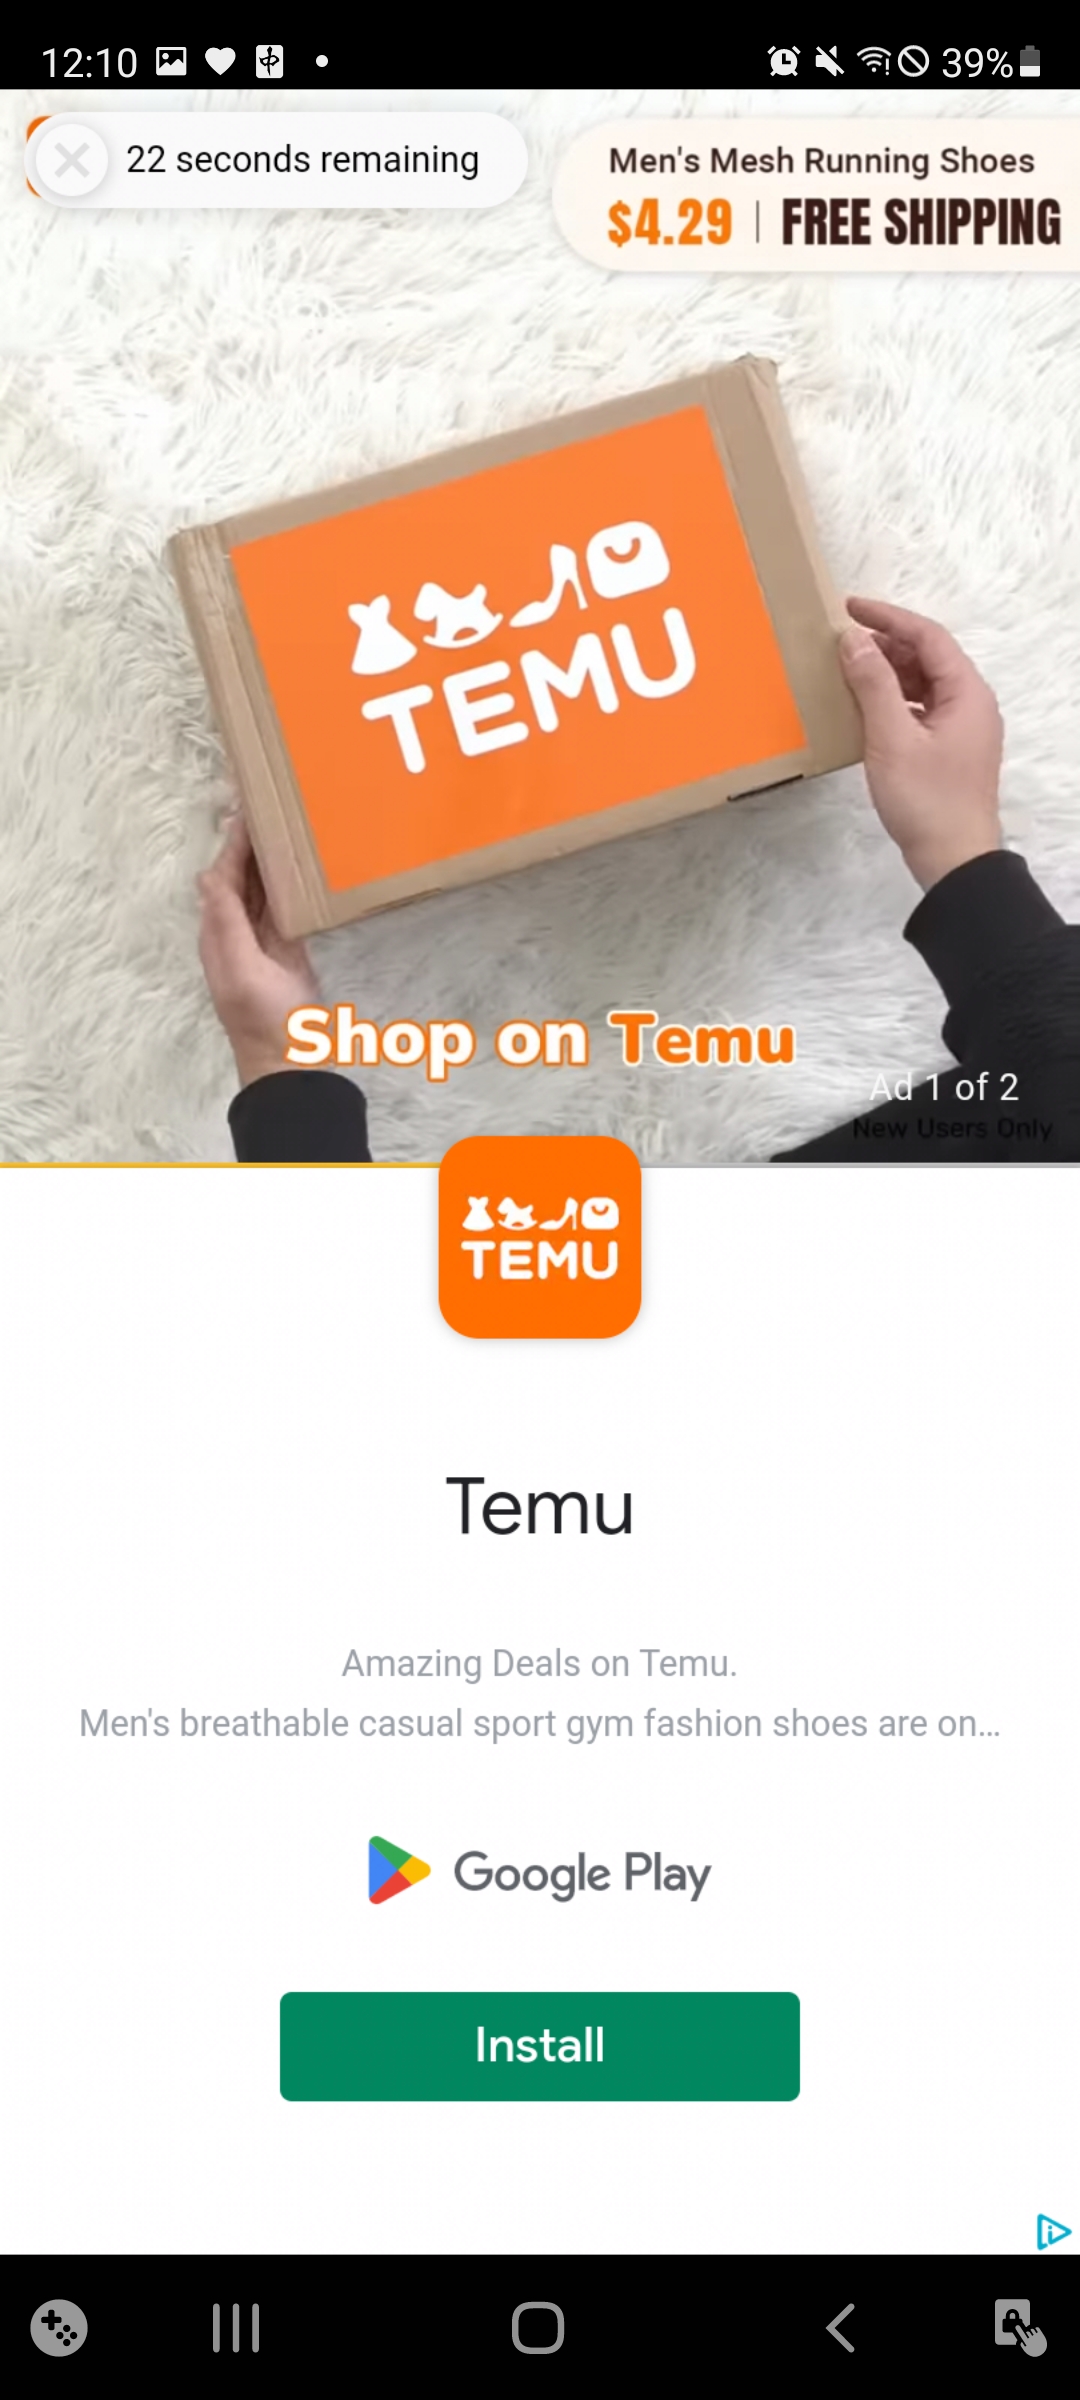 12:10
39%
22 seconds remaining
Men's Mesh Running Shoes
$4.29 | FREE SHIPPING
TEMU
Shop on Temu
Ad 1 of 2
New Users Only
TEMU
Temu
Amazing Deals on Temu.
Men's breathable casual sport gym fashion shoes are on...
Google Play
Install